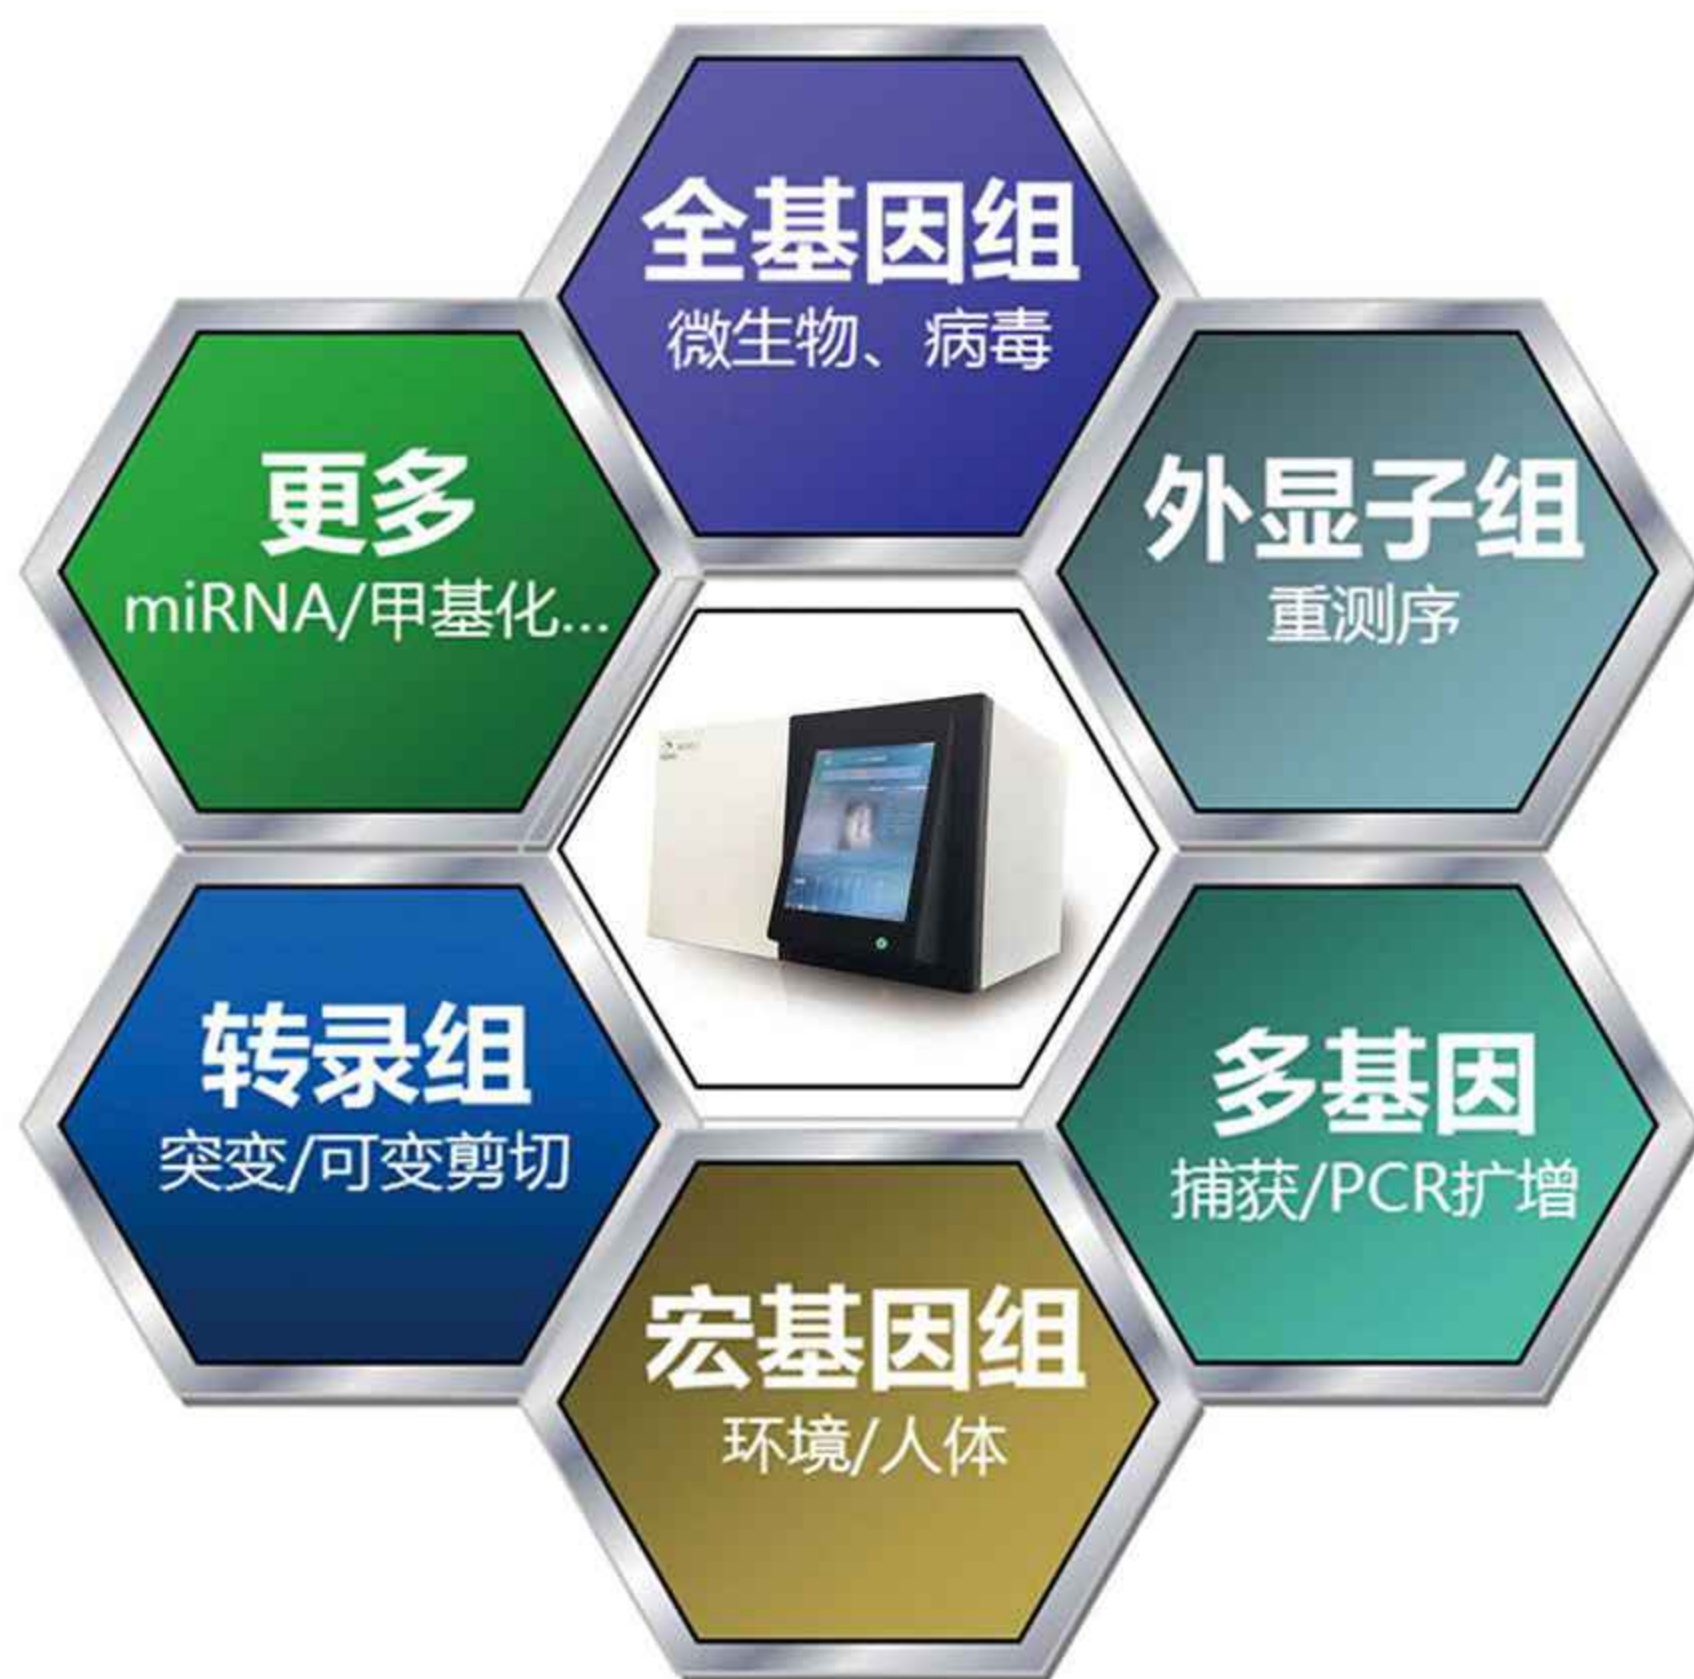 全基因组
微生物、病毒
更多
miRNA/甲基化...
外显子组
重测序
转录组
突变/可变剪切
多基因
捕获/PCR扩增
宏基因组
环境/人体